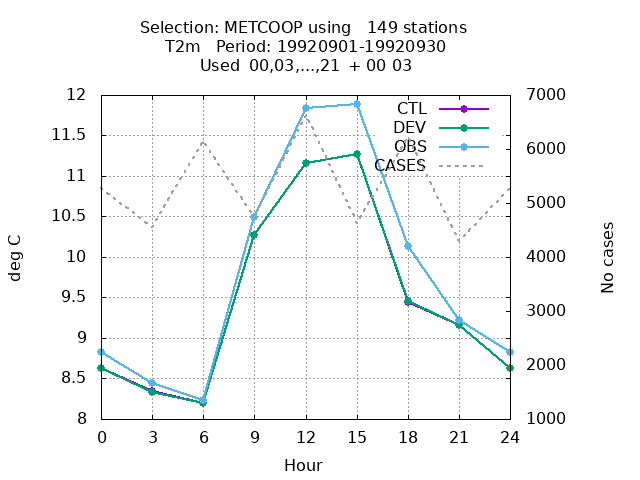 Selection: METCOOP using   149 stations
T2m   Period: 19920901-19920930
Used  00,03,...,21  + 00 03
CTL
DEV
OBS
CASES
12
11.5
11
10.5
10
9.5
9
8.5
8
7000
6000
5000
4000
3000
2000
1000
deg C
No cases
0 3 6 9 12 15 18 21 24
Hour